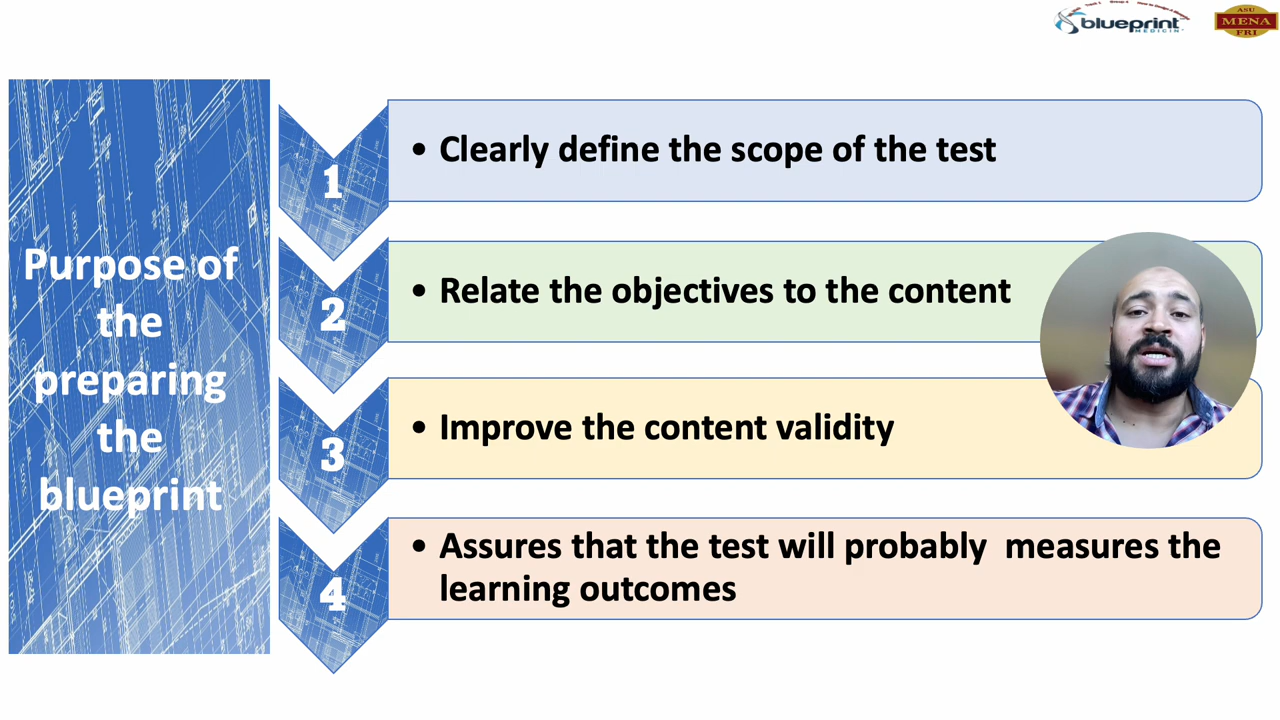 blueprint
MEDICIN
ASU
MENA
FRI
Purpose of
the
preparing
the
blueprint
1
• Clearly define the scope of the test
2
• Relate the objectives to the content
3
• Improve the content validity
4
• Assures that the test will probably  measures the
learning outcomes